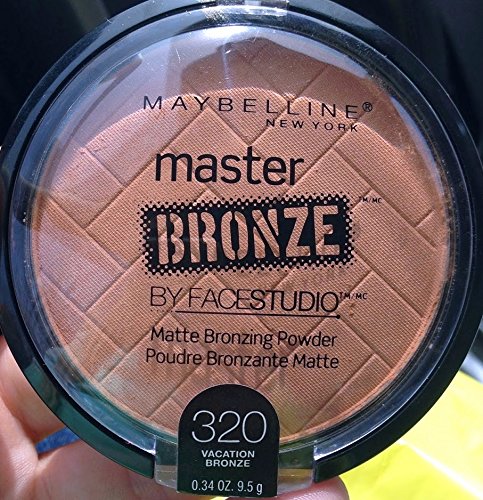 MAYBELLINE®
NEW YORK
master
BRONZE™/MC
BY FACESTUDIO™/MC
Matte Bronzing Powder
Poudre Bronzante Matte
320
VACATION
BRONZE
0.34 OZ. 9.5 g